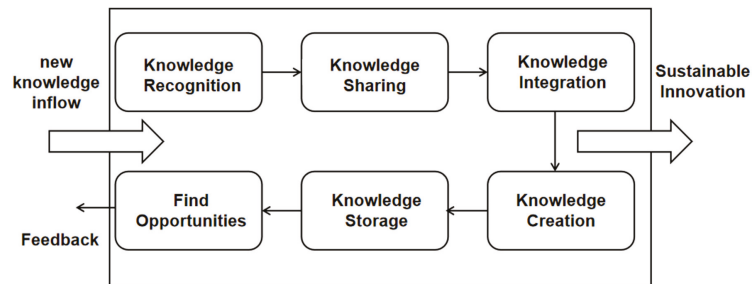 new
knowledge
inflow
Knowledge
Recognition
Knowledge
Sharing
Knowledge
Integration
Sustainable
Innovation
Find
Opportunities
Knowledge
Storage
Knowledge
Creation
Feedback